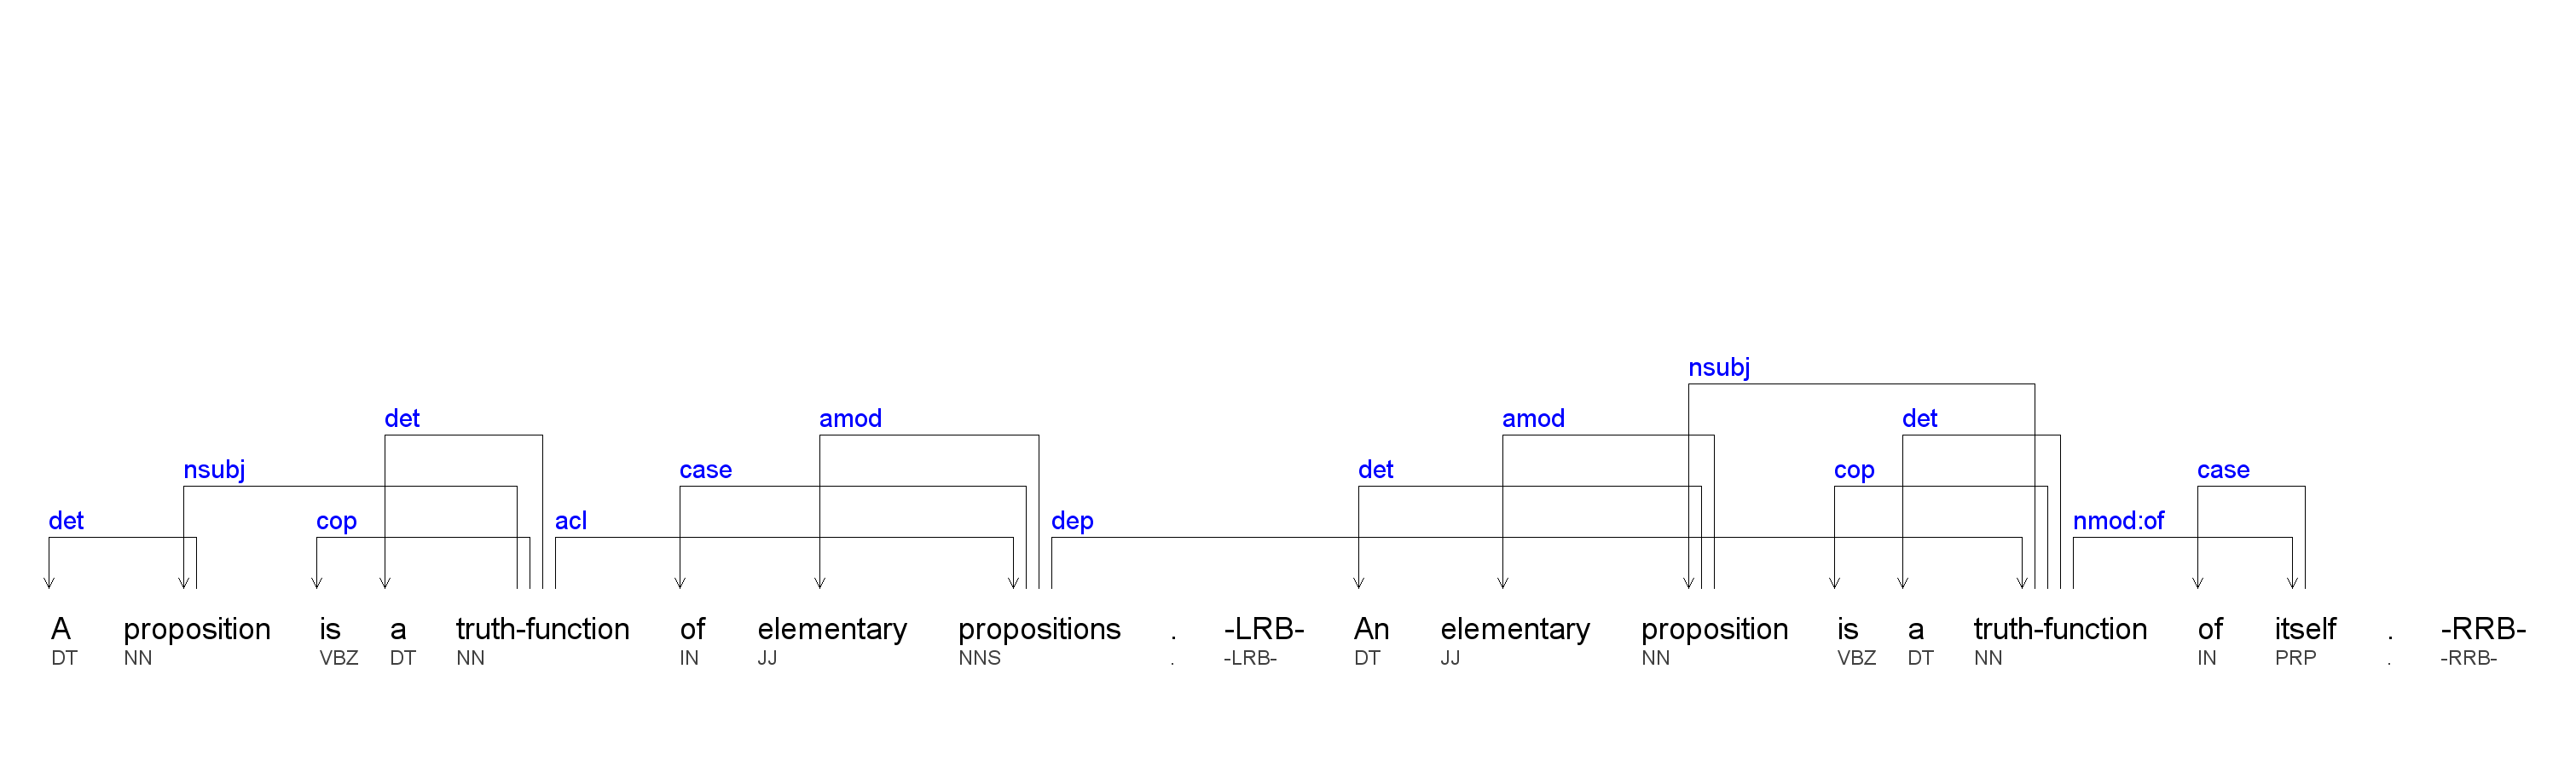 nsubj
det amod amod det
nsubj case det cop case
det cop acl dep nmod:of
A proposition is a truth-function of elementary propositions . -LRB- An elementary proposition is a truth-function of itself . -RRB-
DT NN VBZ DT NN IN JJ NNS . -LRB- DT JJ NN VBZ DT NN IN PRP . -RRB-